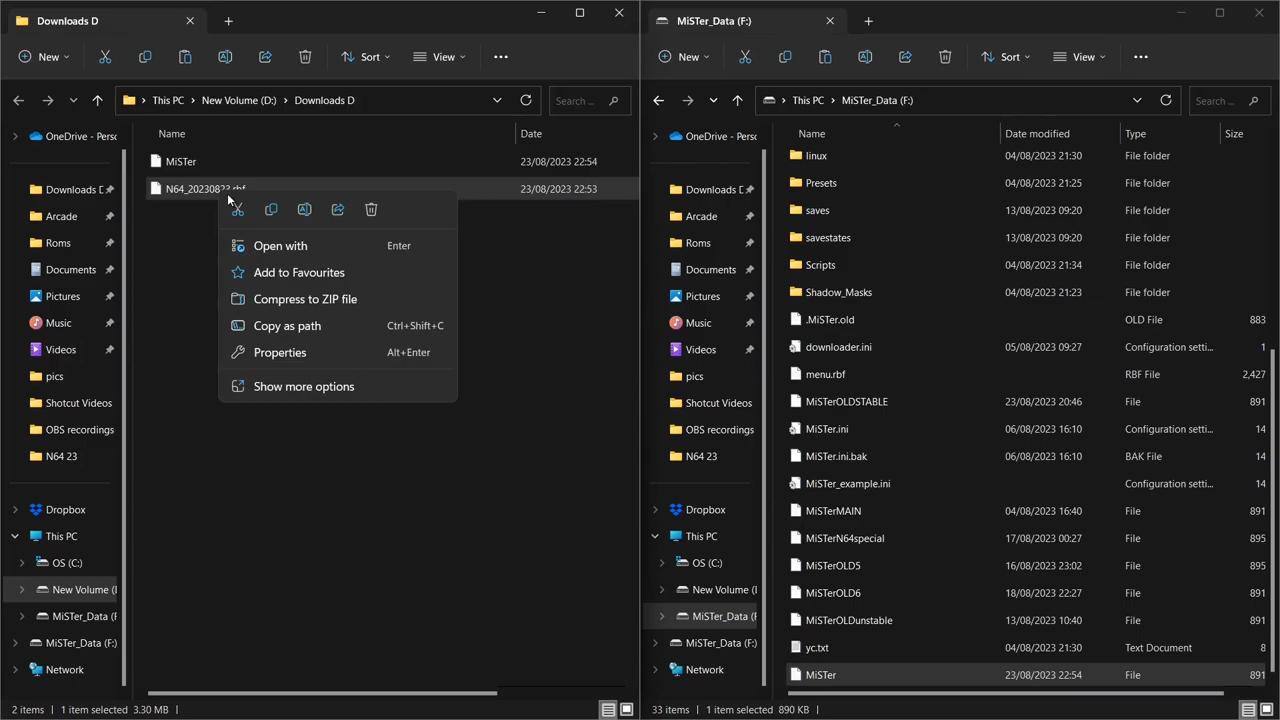 Downloads D
New
Sort
View
This PC
New Volume (D:)
Downloads D
Search ...
OneDrive - Perso
Downloads D
Arcade
Roms
Documents
Pictures
Music
Videos
pics
Shotcut Videos
OBS recordings
N64 23
Dropbox
This PC
OS (C:)
New Volume (
MiSTer_Data (F
MiSTer_Data (F:)
Network
Name
Date
MiSTer
23/08/2023 22:54
N64_20230823.rbf
23/08/2023 22:53
Open with
Enter
Add to Favourites
Compress to ZIP file
Copy as path
Ctrl+Shift+C
Properties
Alt+Enter
Show more options
2 items
1 item selected 3.30 MB
MiSTer_Data (F:)
New
Sort
View
This PC
MiSTer_Data (F:)
Search ...
OneDrive - Perso
Downloads D
Arcade
Roms
Documents
Pictures
Music
Videos
pics
Shotcut Videos
OBS recordings
N64 23
Dropbox
This PC
OS (C:)
New Volume (
MiSTer_Data (F
MiSTer_Data (F:)
Network
Name Date modified Type Size
linux 04/08/2023 21:30 File folder
Presets 04/08/2023 21:25 File folder
saves 13/08/2023 09:20 File folder
savestates 13/08/2023 09:20 File folder
Scripts 04/08/2023 21:34 File folder
Shadow_Masks 04/08/2023 21:23 File folder
.MiSTer.old OLD File 883
downloader.ini 05/08/2023 09:27 Configuration setti... 1
menu.rbf RBF File 2,427
MiSTerOLDSTABLE 23/08/2023 20:46 File 891
MiSTer.ini 06/08/2023 16:10 Configuration setti... 14
MiSTer.ini.bak 06/08/2023 16:10 BAK File 14
MiSTer_example.ini Configuration setti... 14
MiSTerMAIN 04/08/2023 16:40 File 891
MiSTerN64special 17/08/2023 00:27 File 895
MiSTerOLD5 16/08/2023 23:02 File 895
MiSTerOLD6 18/08/2023 22:27 File 891
MiSTerOLDunstable 13/08/2023 10:40 File 891
yc.txt 04/08/2023 21:30 Text Document 8
MiSTer 23/08/2023 22:54 File 891
33 items
1 item selected 890 KB